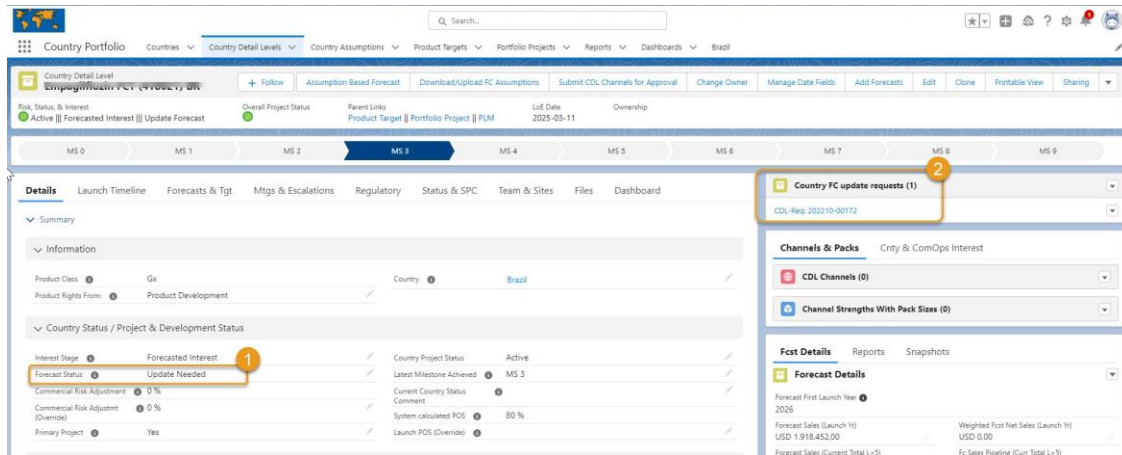 Search...
Country Portfolio Countries Country Detail Levels Country Assumptions Product Targets Portfolio Projects Reports Dashboards Brazil
Country Detail Level
+ Follow Assumption Based Forecast Download/Upload FC Assumptions Submit CDL Channels for Approval Change Owner Manage Date Fields Add Forecasts Edit Clone Printable View Sharing
Risk, Status, & Interest Overall Project Status Parent Links LoE Date Ownership
Active ||| Forecasted Interest ||| Update Forecast Product Target || Portfolio Project || PLM 2025-03-11
MS 0 MS 1 MS 2 MS 3 MS 4 MS 5 MS 6 MS 7 MS 8 MS 9
Details Launch Timeline Forecasts & Tgt Mtgs & Escalations Regulatory Status & SPC Team & Sites Files Dashboard
Summary
Information
Product Class Gx Country Brazil
Product Rights From: Product Development
Country Status / Project & Development Status
Interest Stage Forecasted Interest Country Project Status Active
1
Forecast Status Update Needed Latest Milestone Achieved MS 3
Commercial Risk Adjustment 0 % Current Country Status Comment
Commercial Risk Adjustmt (Override) 0 % System calculated POS 80 %
Primary Project Yes Launch POS (Override)
2
Country FC update requests (1)
CDL-Req: 202210-00172
Channels & Packs Cnty & ComOps Interest
CDL Channels (0)
Channel Strengths With Pack Sizes (0)
Fcst Details Reports Snapshots
Forecast Details
Forecast First Launch Year
2026
Forecast Sales (Launch Yr) Weighted Fcst Net Sales (Launch Yr)
USD 1.918.452,00 USD 0,00
Forecast Sales (Current Total L+5) Fc Sales Pipeline (Curr Total L+5)